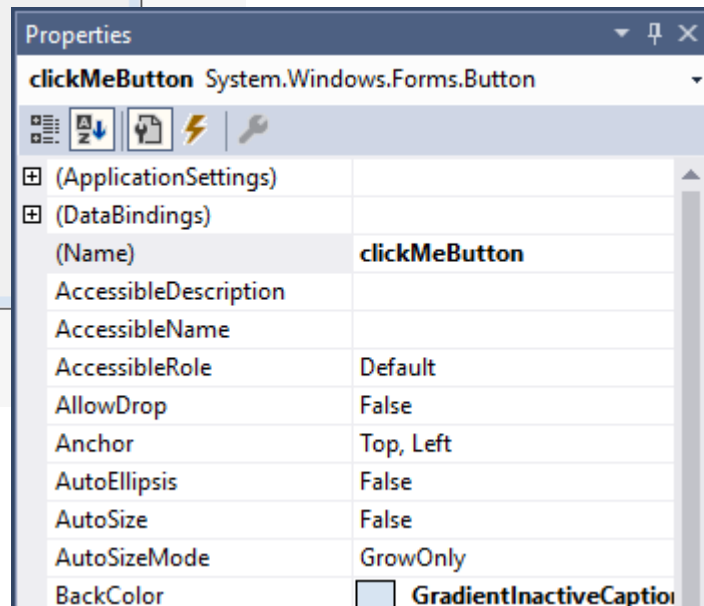 Properties
clickMeButton System.Windows.Forms.Button
(ApplicationSettings)
(DataBindings)
(Name) clickMeButton
AccessibleDescription
AccessibleName
AccessibleRole Default
AllowDrop False
Anchor Top, Left
AutoEllipsis False
AutoSize False
AutoSizeMode GrowOnly
BackColor GradientInactiveCaption